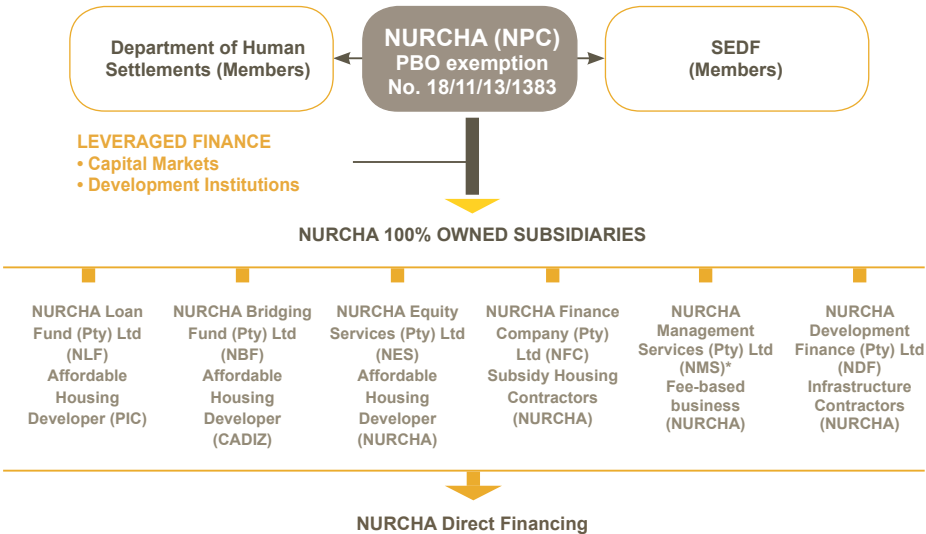 Department of Human
Settlements (Members)
NURCHA (NPC)
PBO exemption
No. 18/11/13/1383
SEDF
(Members)
LEVERAGED FINANCE
• Capital Markets
• Development Institutions
NURCHA 100% OWNED SUBSIDIARIES
NURCHA Loan
Fund (Pty) Ltd
(NLF)
Affordable
Housing
Developer (PIC)
NURCHA Bridging
Fund (Pty) Ltd
(NBF)
Affordable
Housing
Developer
(CADIZ)
NURCHA Equity
Services (Pty) Ltd
(NES)
Affordable
Housing
Developer
(NURCHA)
NURCHA Finance
Company (Pty)
Ltd (NFC)
Subsidy Housing
Contractors
(NURCHA)
NURCHA
Management
Services (Pty) Ltd
(NMS)*
Fee-based
business
(NURCHA)
NURCHA
Development
Finance (Pty) Ltd
(NDF)
Infrastructure
Contractors
(NURCHA)
NURCHA Direct Financing